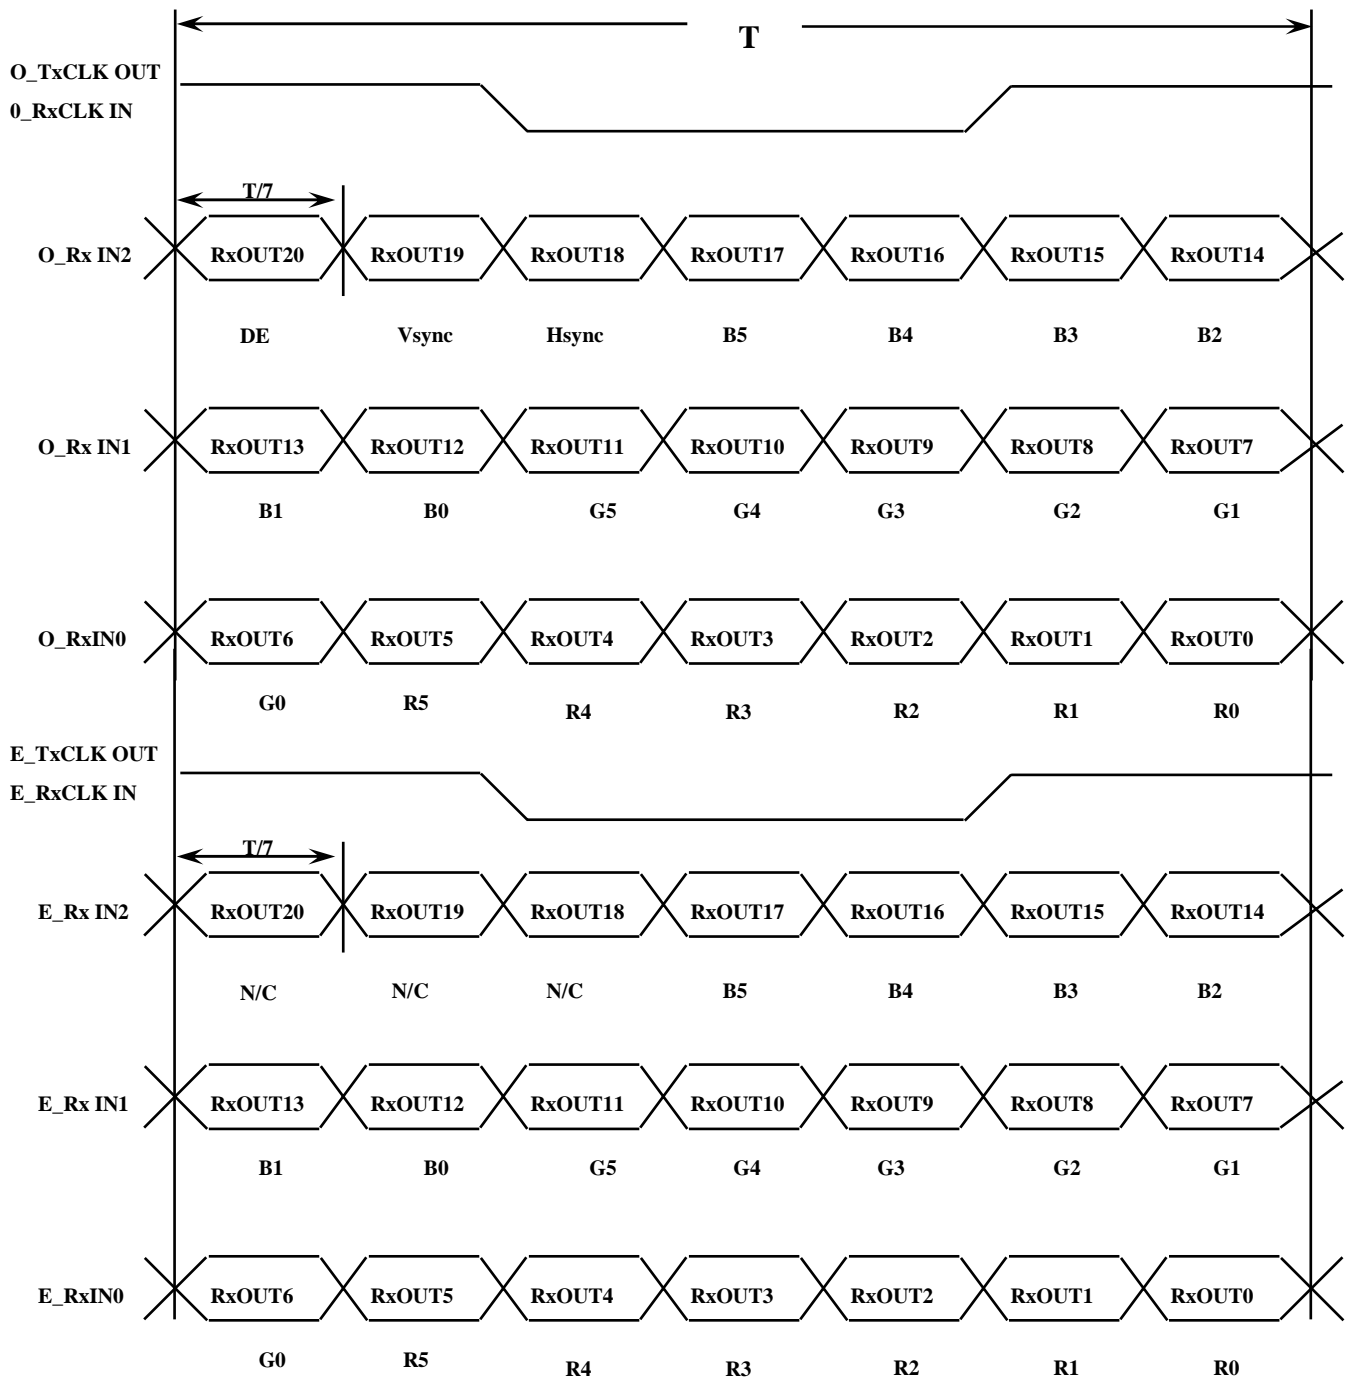 T
O_TxCLK OUT
0_RxCLK IN
T/7
O_Rx IN2 RxOUT20 RxOUT19 RxOUT18 RxOUT17 RxOUT16 RxOUT15 RxOUT14
DE Vsync Hsync B5 B4 B3 B2
O_Rx IN1 RxOUT13 RxOUT12 RxOUT11 RxOUT10 RxOUT9 RxOUT8 RxOUT7
B1 B0 G5 G4 G3 G2 G1
O_RxIN0 RxOUT6 RxOUT5 RxOUT4 RxOUT3 RxOUT2 RxOUT1 RxOUT0
G0 R5 R4 R3 R2 R1 R0
E_TxCLK OUT
E_RxCLK IN
T/7
E_Rx IN2 RxOUT20 RxOUT19 RxOUT18 RxOUT17 RxOUT16 RxOUT15 RxOUT14
N/C N/C N/C B5 B4 B3 B2
E_Rx IN1 RxOUT13 RxOUT12 RxOUT11 RxOUT10 RxOUT9 RxOUT8 RxOUT7
B1 B0 G5 G4 G3 G2 G1
E_RxIN0 RxOUT6 RxOUT5 RxOUT4 RxOUT3 RxOUT2 RxOUT1 RxOUT0
G0 R5 R4 R3 R2 R1 R0